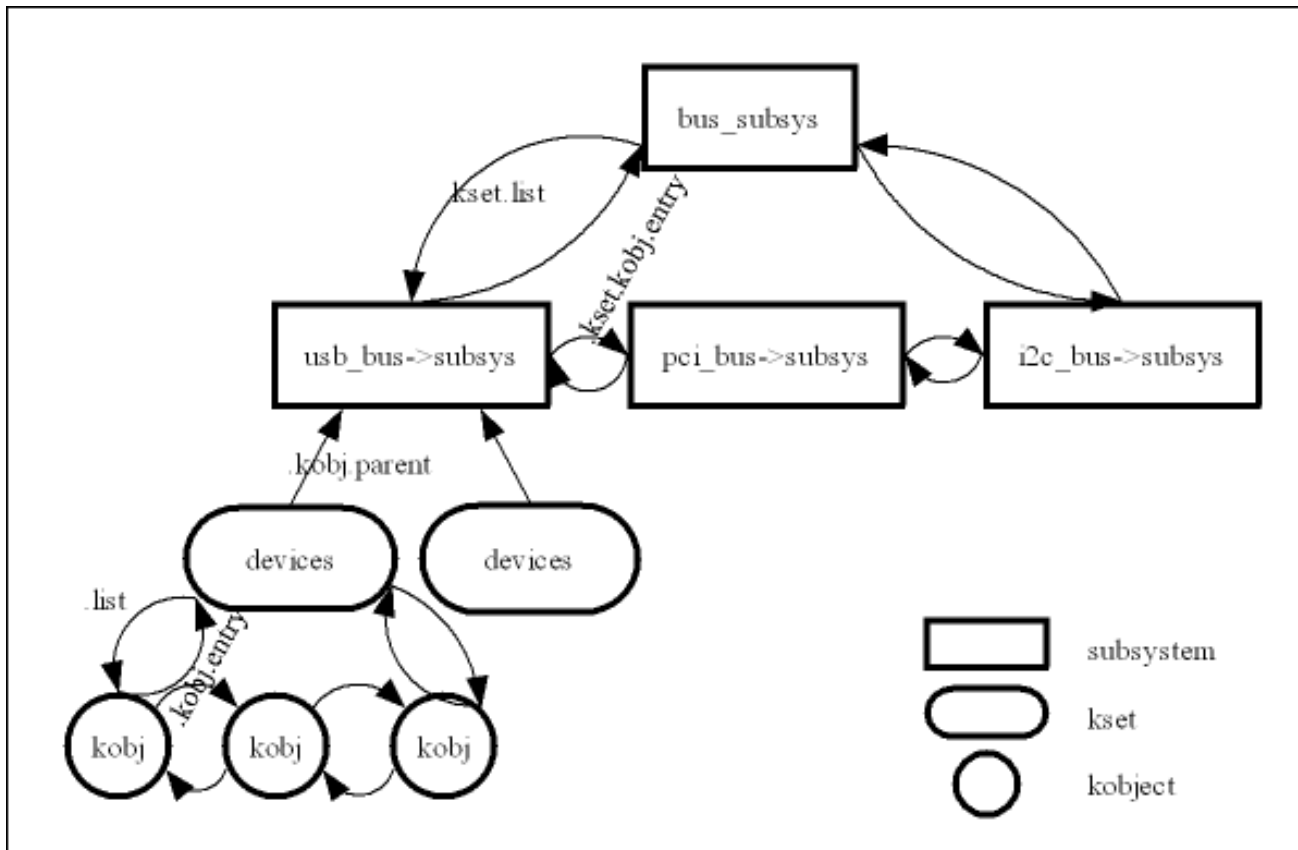 bus_subsys
kset.list
.kset.kobj.entry
usb_bus->subsys
pci_bus->subsys
i2c_bus->subsys
.kobj.parent
devices
devices
.list
.kobj.entry
kobj
kobj
kobj
subsystem
kset
kobject